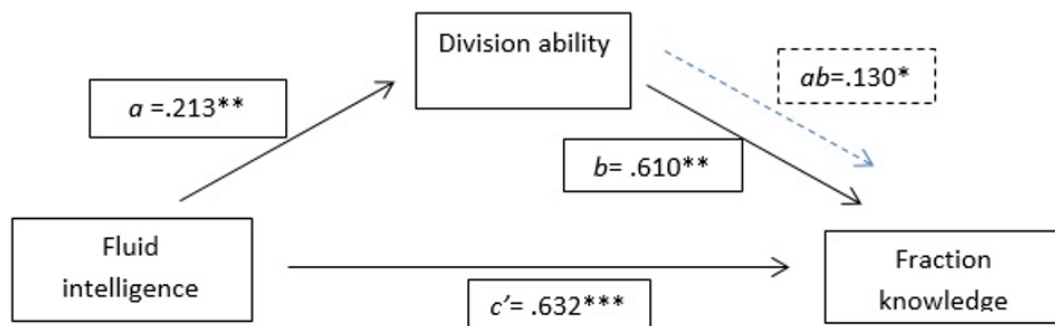 Division ability
ab=.130*
a =.213**
b= .610**
Fluid
intelligence
Fraction
knowledge
c’= .632***